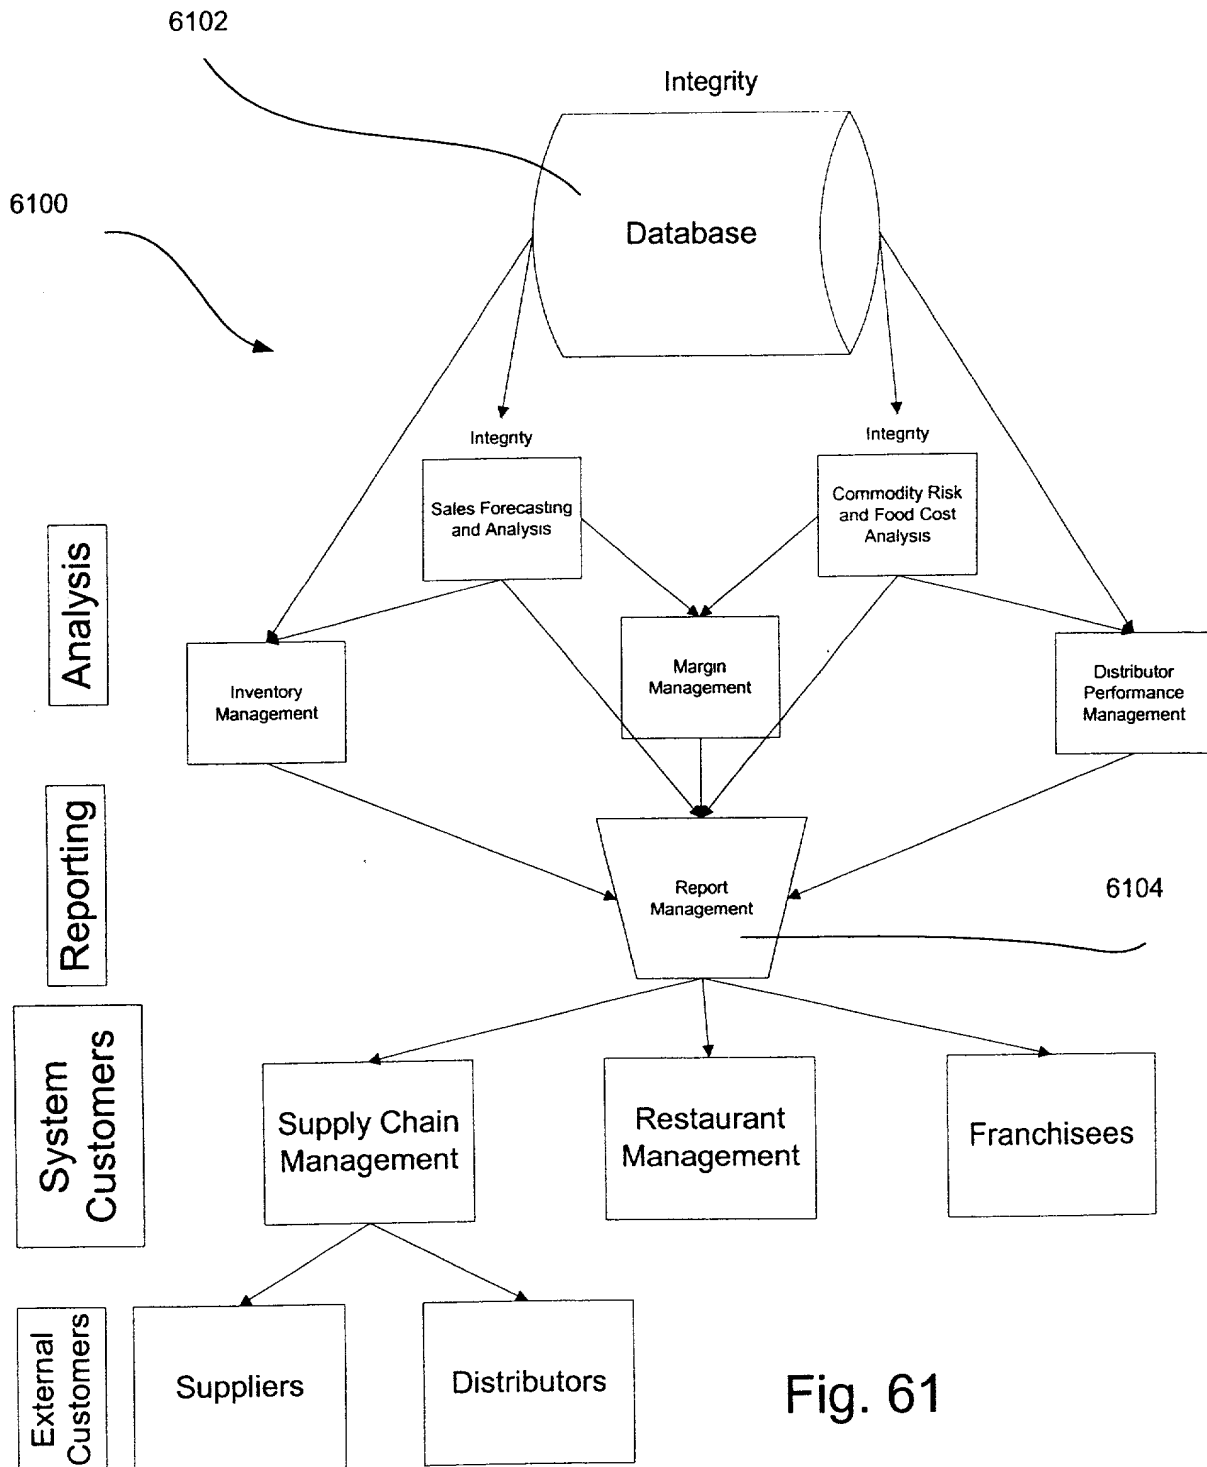 6102
Integrity
6100
Database
Integrity
Integrity
Sales Forecasting
and Analysis
Commodity Risk
and Food Cost
Analysis
Analysis
Inventory
Management
Margin
Management
Distributor
Performance
Management
Reporting
Report
Management
6104
System
Customers
Supply Chain
Management
Restaurant
Management
Franchisees
External
Customers
Suppliers
Distributors
Fig. 61